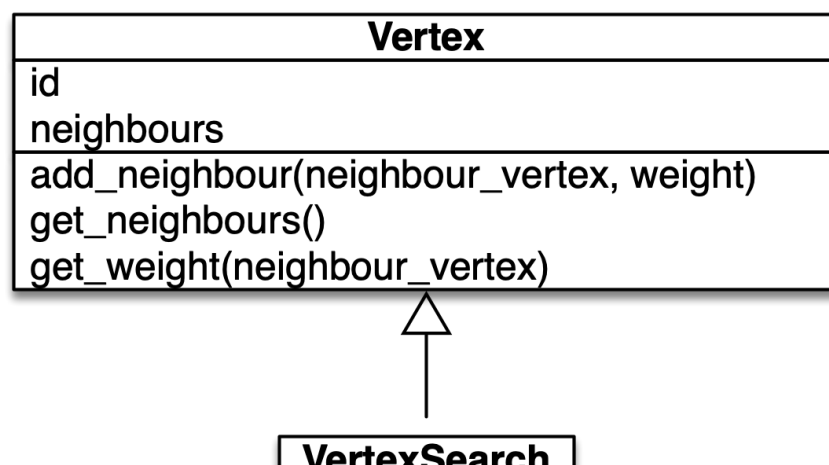 Vertex
id
neighbours
add_neighbour(neighbour_vertex, weight)
get_neighbours()
get_weight(neighbour_vertex)
VertexSearch